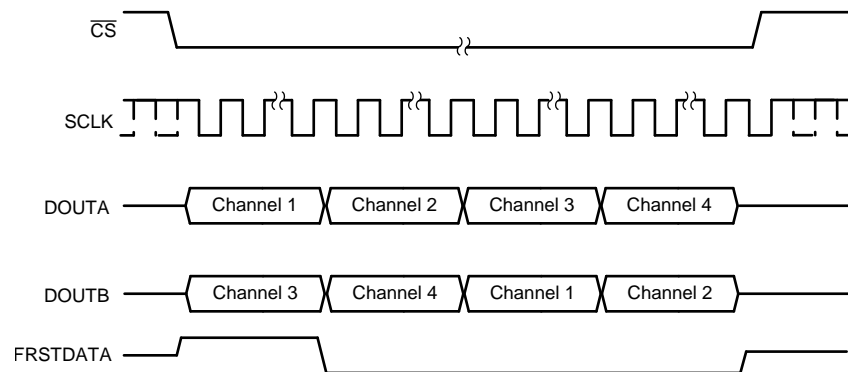 CS
SCLK
DOUTA
Channel 1 Channel 2 Channel 3 Channel 4
DOUTB
Channel 3 Channel 4 Channel 1 Channel 2
FRSTDATA